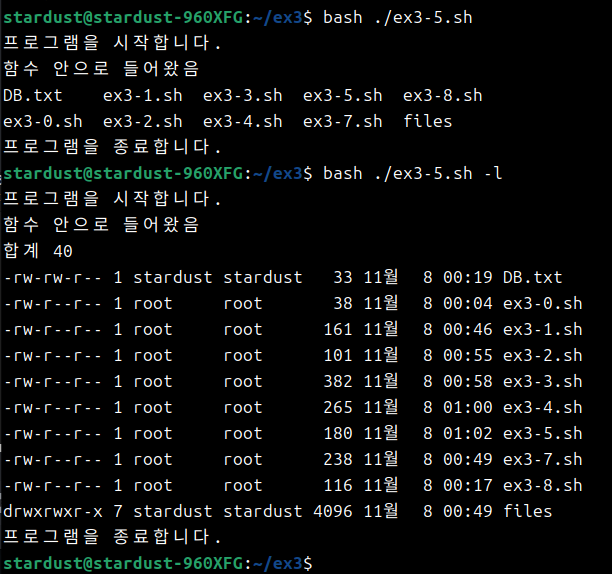 stardust@stardust-960XFG:~/ex3$ bash ./ex3-5.sh
프로그램을 시작합니다.
함수 안으로 들어왔음
DB.txt    ex3-1.sh  ex3-3.sh  ex3-5.sh  ex3-8.sh
ex3-0.sh  ex3-2.sh  ex3-4.sh  ex3-7.sh  files
프로그램을 종료합니다.
stardust@stardust-960XFG:~/ex3$ bash ./ex3-5.sh -l
프로그램을 시작합니다.
함수 안으로 들어왔음
합계 40
-rw-rw-r-- 1 stardust stardust   33 11월  8 00:19 DB.txt
-rw-r--r-- 1 root     root       38 11월  8 00:04 ex3-0.sh
-rw-r--r-- 1 root     root      161 11월  8 00:46 ex3-1.sh
-rw-r--r-- 1 root     root      101 11월  8 00:55 ex3-2.sh
-rw-r--r-- 1 root     root      382 11월  8 00:58 ex3-3.sh
-rw-r--r-- 1 root     root      265 11월  8 01:00 ex3-4.sh
-rw-r--r-- 1 root     root      180 11월  8 01:02 ex3-5.sh
-rw-r--r-- 1 root     root      238 11월  8 00:49 ex3-7.sh
-rw-r--r-- 1 root     root      116 11월  8 00:17 ex3-8.sh
drwxrwxr-x 7 stardust stardust 4096 11월  8 00:49 files
프로그램을 종료합니다.
stardust@stardust-960XFG:~/ex3$